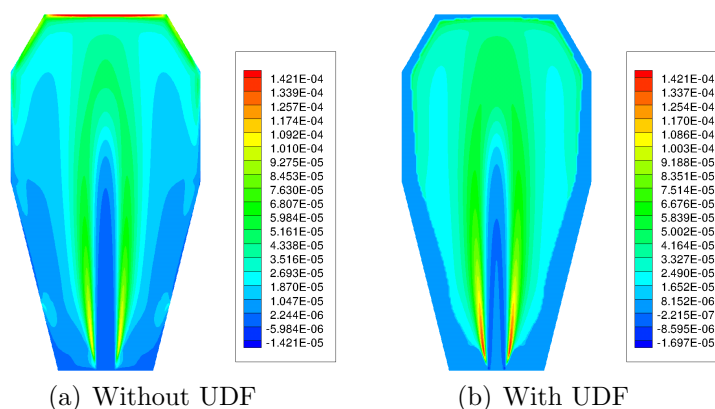 1.421E-04
1.339E-04
1.257E-04
1.174E-04
1.092E-04
1.010E-04
9.275E-05
8.453E-05
7.630E-05
6.807E-05
5.984E-05
5.161E-05
4.338E-05
3.516E-05
2.693E-05
1.870E-05
1.047E-05
2.244E-06
-5.984E-06
-1.421E-05
(a) Without UDF
1.421E-04
1.337E-04
1.254E-04
1.170E-04
1.086E-04
1.003E-04
9.188E-05
8.351E-05
7.514E-05
6.676E-05
5.839E-05
5.002E-05
4.164E-05
3.327E-05
2.490E-05
1.652E-05
8.152E-06
-2.215E-07
-8.595E-06
-1.697E-05
(b) With UDF